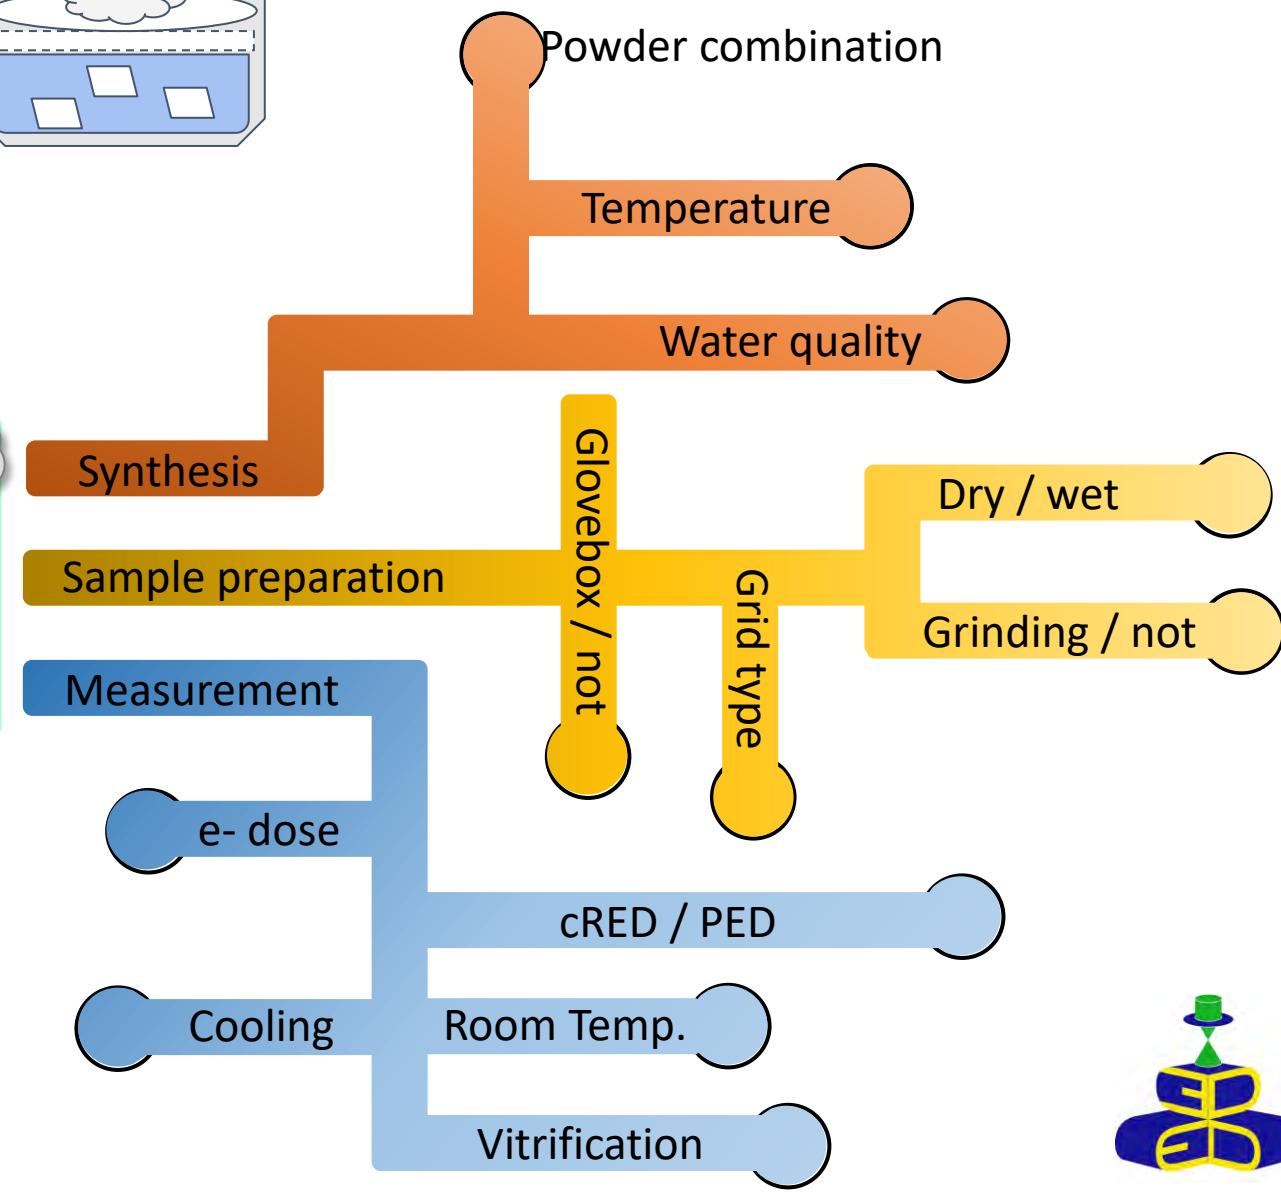 Powder combination
Temperature
Water quality
Synthesis
Glovebox / not
Dry / wet
Sample preparation
Grid type
Grinding / not
Measurement
e- dose
cRED / PED
Cooling
Room Temp.
Vitrification